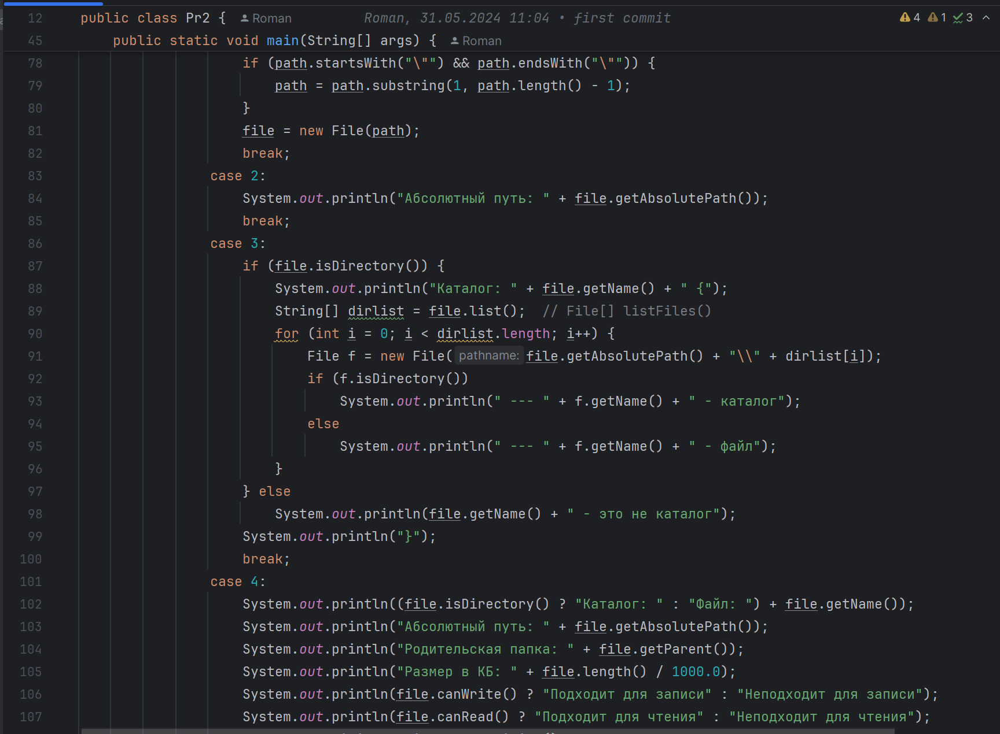 12 public class Pr2 { Roman Roman, 31.05.2024 11:04 • first commit 4 1 3
45 public static void main(String[] args) { Roman
78 if (path.startsWith("\"") && path.endsWith("\"")) {
79 path = path.substring(1, path.length() - 1);
80 }
81 file = new File(path);
82 break;
83 case 2:
84 System.out.println("Абсолютный путь: " + file.getAbsolutePath());
85 break;
86 case 3:
87 if (file.isDirectory()) {
88 System.out.println("Каталог: " + file.getName() + " {");
89 String[] dirlist = file.list(); // File[] listFiles()
90 for (int i = 0; i < dirlist.length; i++) {
91 File f = new File( pathname: file.getAbsolutePath() + "\\" + dirlist[i]);
92 if (f.isDirectory())
93 System.out.println(" --- " + f.getName() + " - каталог");
94 else
95 System.out.println(" --- " + f.getName() + " - файл");
96 }
97 } else
98 System.out.println(file.getName() + " - это не каталог");
99 System.out.println("}");
100 break;
101 case 4:
102 System.out.println((file.isDirectory() ? "Каталог: " : "Файл: ") + file.getName());
103 System.out.println("Абсолютный путь: " + file.getAbsolutePath());
104 System.out.println("Родительская папка: " + file.getParent());
105 System.out.println("Размер в КБ: " + file.length() / 1000.0);
106 System.out.println(file.canWrite() ? "Подходит для записи" : "Неподходит для записи");
107 System.out.println(file.canRead() ? "Подходит для чтения" : "Неподходит для чтения");